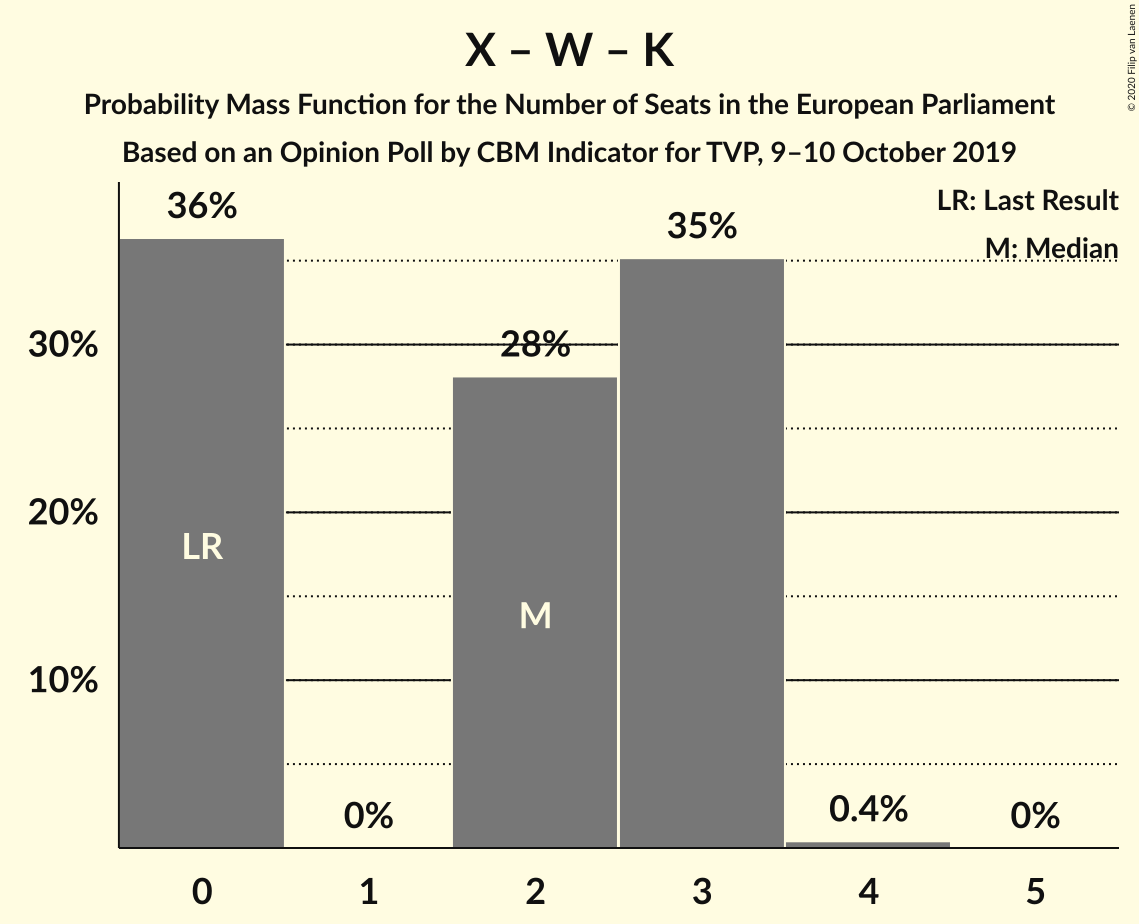 X – W – K
Probability Mass Function for the Number of Seats in the European Parliament
Based on an Opinion Poll by CBM Indicator for TVP, 9–10 October 2019
© 2020 Filip van Laenen
LR: Last Result
M: Median
36%
35%
28%
30%
20%
10%
LR
M
0%
0.4%
0%
0
1
2
3
4
5